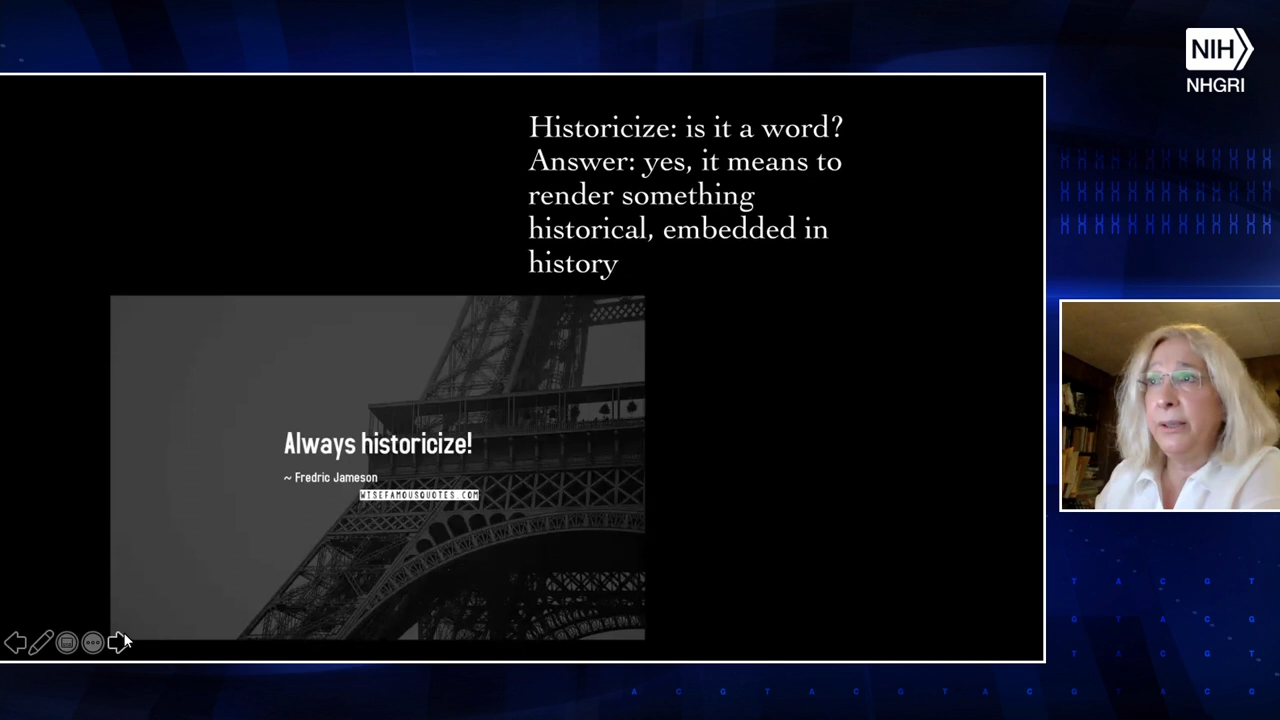 NIH
NHGRI
Historicize: is it a word?
Answer: yes, it means to
render something
historical, embedded in
history
Always historicize!
~ Fredric Jameson
WISEFAMOUSQUOTES.COM
T A C G T
G T A C G
T A C G T
A C G T A C G T A C G T A C G